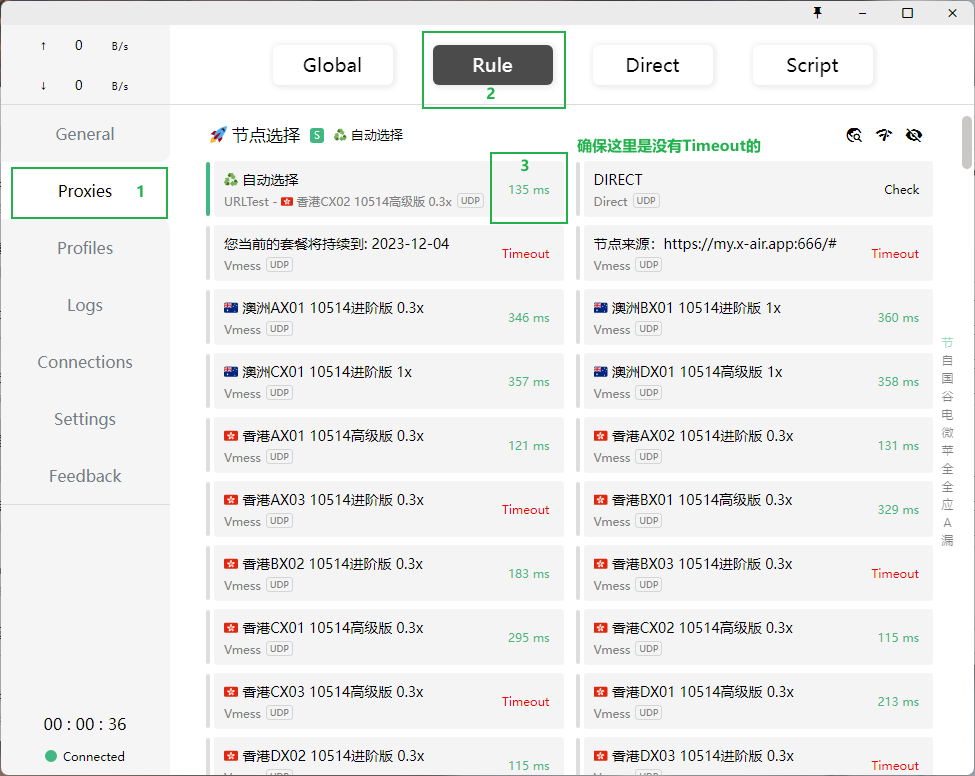 ↑ 0 B/s
↓ 0 B/s
General
Proxies 1
Profiles
Logs
Connections
Settings
Feedback
00 : 00 : 36
Connected
Global Rule Direct Script
2
🚀 节点选择 S ♻ 自动选择
确保这里是没有Timeout的
♻ 自动选择
URLTest - 🇭🇰 香港CX02 10514高级版 0.3x UDP
3
135 ms
DIRECT
Direct UDP
Check
您当前的套餐将持续到: 2023-12-04
Vmess UDP
Timeout
节点来源：https://my.x-air.app:666/#
Vmess UDP
Timeout
🇦🇺 澳洲AX01 10514进阶版 0.3x
Vmess UDP
346 ms
🇦🇺 澳洲BX01 10514进阶版 1x
Vmess UDP
360 ms
🇦🇺 澳洲CX01 10514进阶版 1x
Vmess UDP
357 ms
🇦🇺 澳洲DX01 10514高级版 1x
Vmess UDP
358 ms
🇭🇰 香港AX01 10514高级版 0.3x
Vmess UDP
121 ms
🇭🇰 香港AX02 10514进阶版 0.3x
Vmess UDP
131 ms
🇭🇰 香港AX03 10514进阶版 0.3x
Vmess UDP
Timeout
🇭🇰 香港BX01 10514高级版 0.3x
Vmess UDP
329 ms
🇭🇰 香港BX02 10514进阶版 0.3x
Vmess UDP
183 ms
🇭🇰 香港BX03 10514进阶版 0.3x
Vmess UDP
Timeout
🇭🇰 香港CX01 10514高级版 0.3x
Vmess UDP
295 ms
🇭🇰 香港CX02 10514高级版 0.3x
Vmess UDP
115 ms
🇭🇰 香港CX03 10514高级版 0.3x
Vmess UDP
Timeout
🇭🇰 香港DX01 10514高级版 0.3x
Vmess UDP
213 ms
🇭🇰 香港DX02 10514进阶版 0.3x
Vmess UDP
115 ms
🇭🇰 香港DX03 10514进阶版 0.3x
Vmess UDP
Timeout
节
自
国
谷
电
微
苹
全
全
应
A
漏